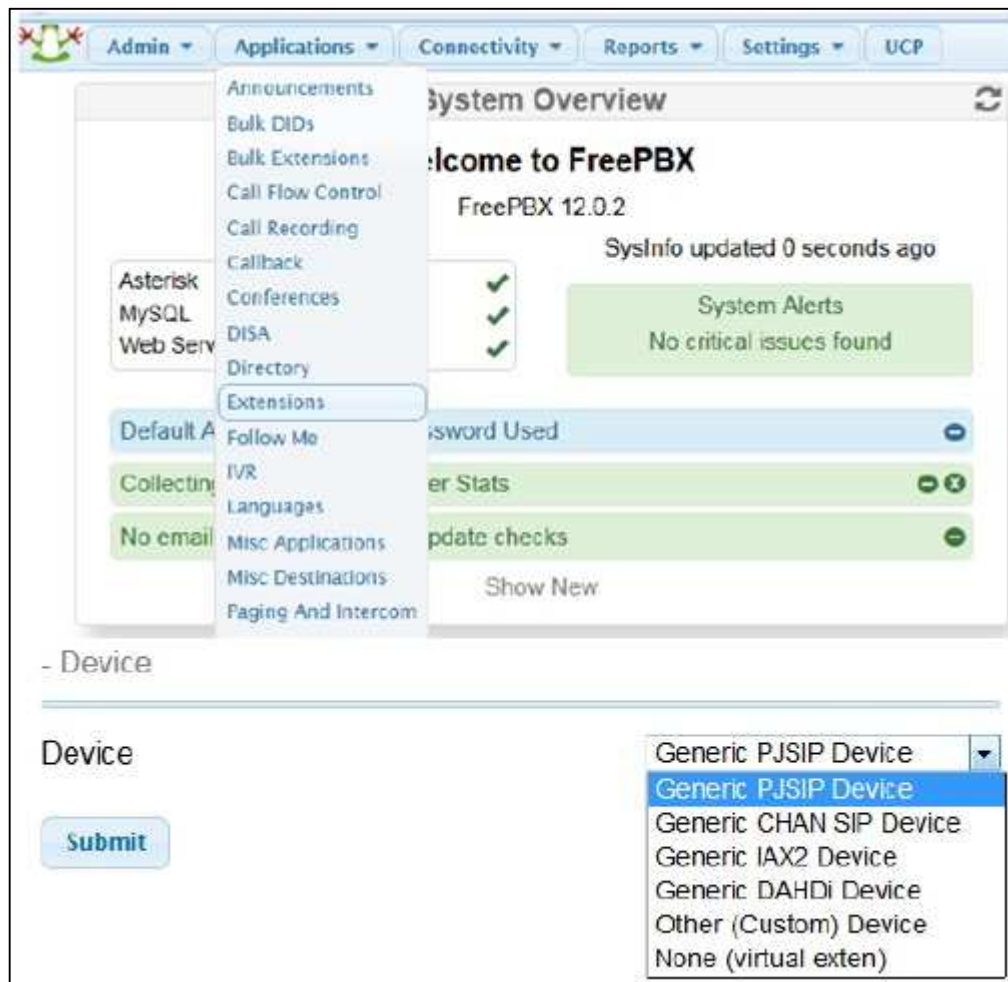 Admin Applications Connectivity Reports Settings UCP
Announcements
Bulk DIDs
Bulk Extensions
Call Flow Control
Call Recording
Callback
Conferences
DISA
Directory
Extensions
Follow Me
IVR
Languages
Misc Applications
Misc Destinations
Paging And Intercom
System Overview
elcome to FreePBX
FreePBX 12.0.2
SysInfo updated 0 seconds ago
Asterisk
MySQL
Web Serv
System Alerts
No critical issues found
Default A sword Used
Collecting er Stats
No email pdate checks
Show New
- Device
Device
Generic PJSIP Device
Generic PJSIP Device
Generic CHAN SIP Device
Generic IAX2 Device
Generic DAHDi Device
Other (Custom) Device
None (virtual exten)
Submit